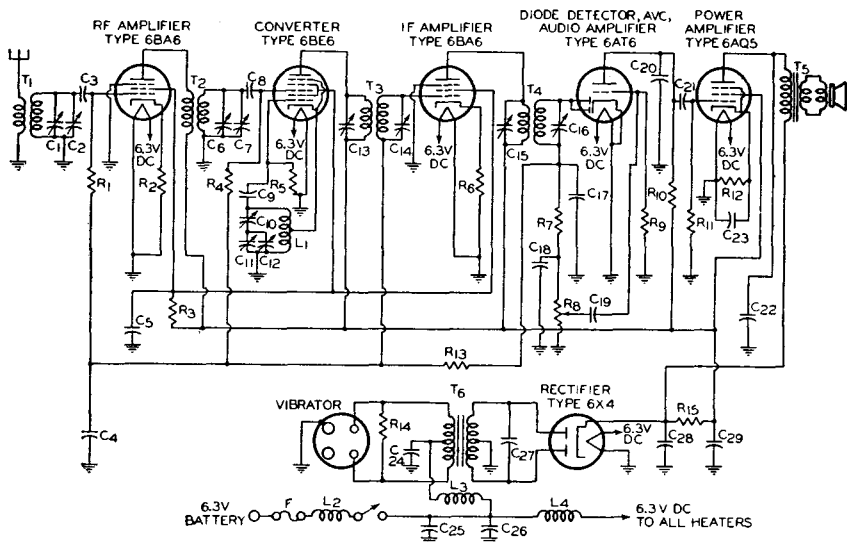 RF AMPLIFIER
TYPE 6BA6
CONVERTER
TYPE 6BE6
IF AMPLIFIER
TYPE 6BA6
DIODE DETECTOR, AVC,
AUDIO AMPLIFIER
TYPE 6AT6
POWER
AMPLIFIER
TYPE 6AQ5
T1
C3
T2
C8
T3
T4
C20
C21
T5
C1
C2
6.3V
DC
C6
C7
6.3V
DC
C13
C14
6.3V
DC
C15
C16
6.3V
DC
6.3V
DC
R1
R2
R4
R5
C9
C10
L1
C11
C12
R6
R7
C17
C18
R8
C19
R9
R10
R11
R12
C23
C5
R3
C22
R13
C4
VIBRATOR
R14
C24
T6
C27
RECTIFIER
TYPE 6X4
6.3V
DC
R15
C28
C29
L3
6.3V
BATTERY
F
L2
C25
C26
L4
6.3V DC
TO ALL HEATERS